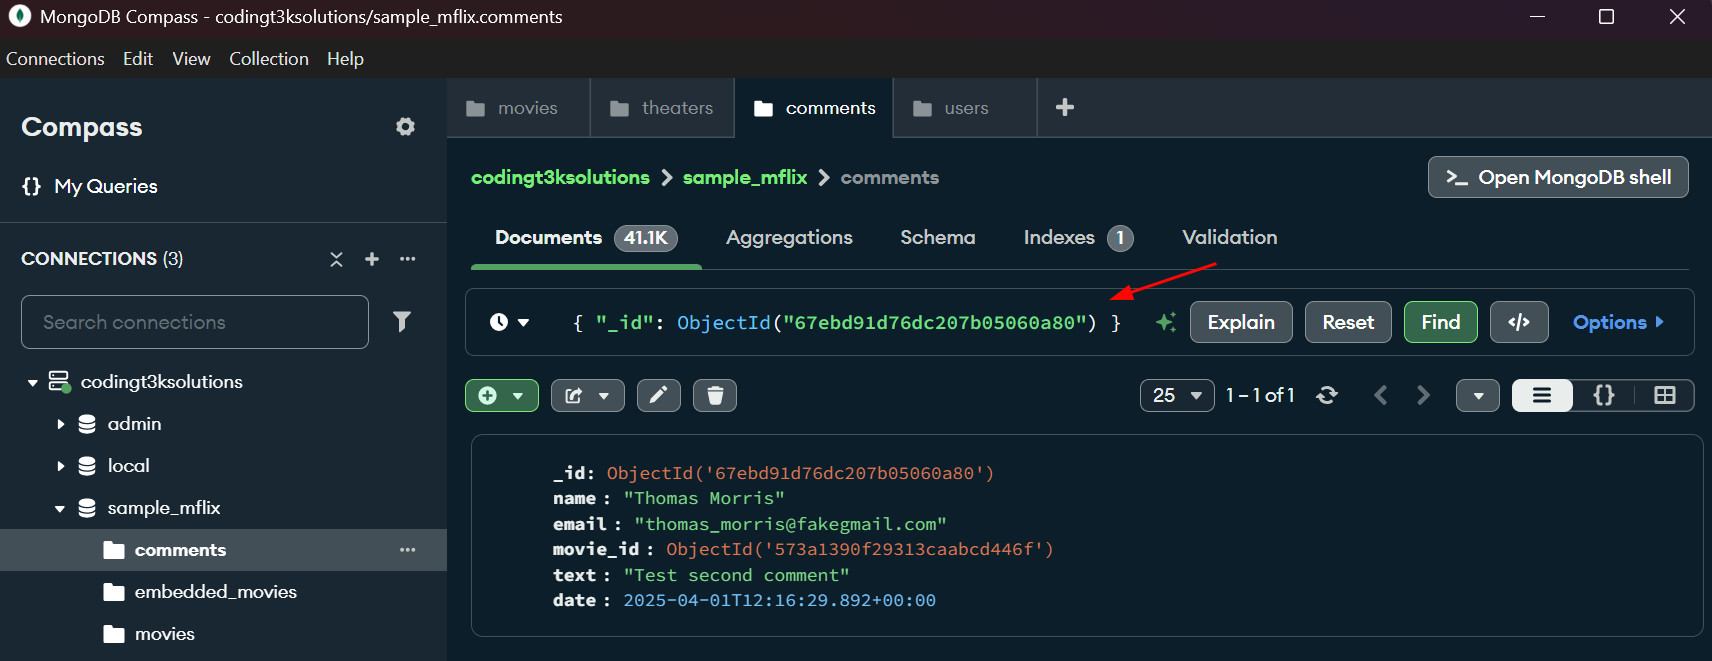 MongoDB Compass - codingt3ksolutions/sample_mflix.comments
Connections Edit View Collection Help
Compass
{} My Queries
CONNECTIONS (3)
Search connections
codingt3ksolutions
admin
local
sample_mflix
comments
embedded_movies
movies
movies theaters comments users
codingt3ksolutions > sample_mflix > comments
>_ Open MongoDB shell
Documents 41.1K Aggregations Schema Indexes 1 Validation
{ "_id": ObjectId("67ebd91d76dc207b05060a80") }
Explain Reset Find </> Options
25 1 – 1 of 1 {}
_id: ObjectId('67ebd91d76dc207b05060a80')
name : "Thomas Morris"
email : "thomas_morris@fakegmail.com"
movie_id : ObjectId('573a1390f29313caabcd446f')
text : "Test second comment"
date : 2025-04-01T12:16:29.892+00:00